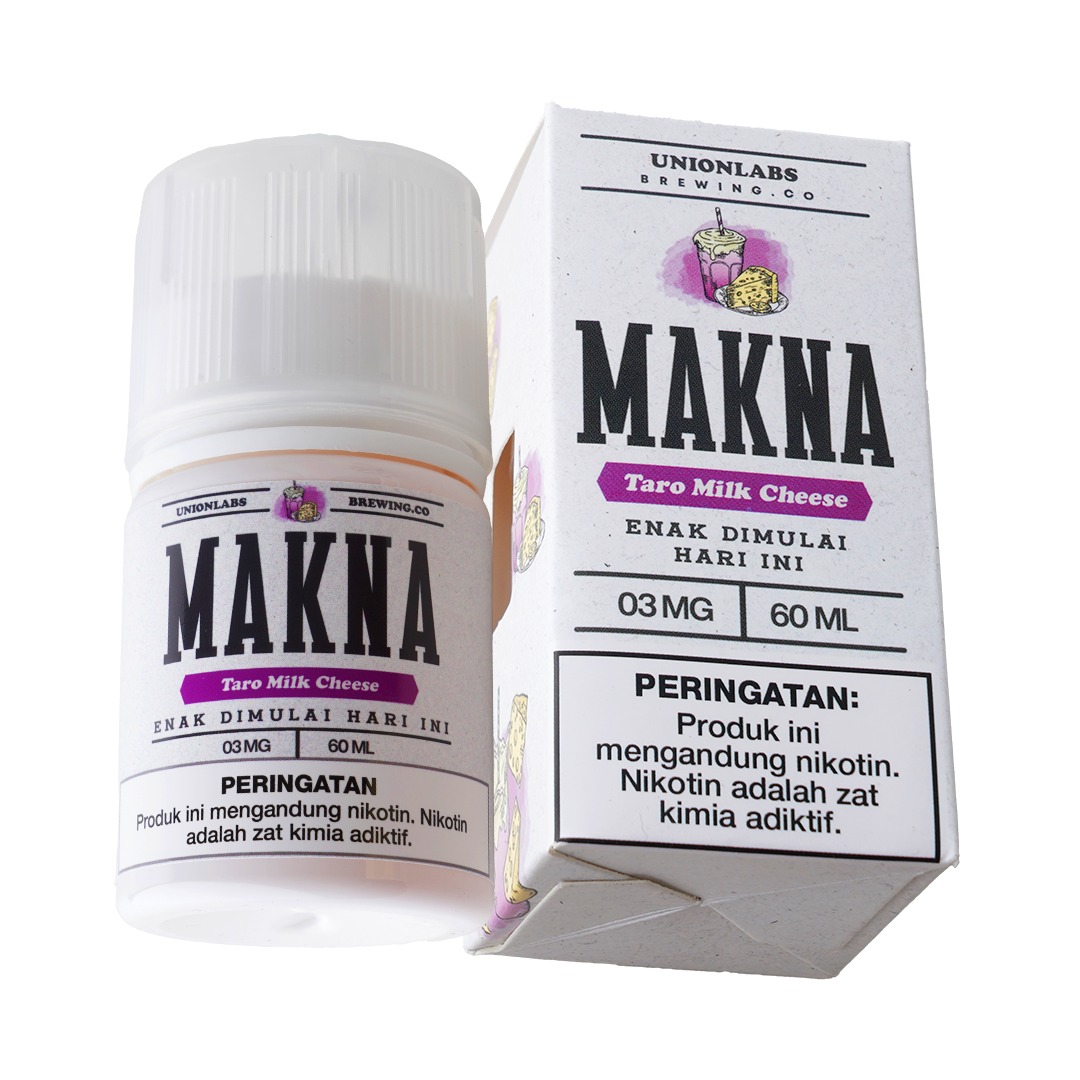 UNIONLABS
BREWING.CO
MAKNA
Taro Milk Cheese
ENAK DIMULAI HARI INI
03 MG
60 ML
PERINGATAN
Produk ini mengandung nikotin. Nikotin
adalah zat kimia adiktif.
UNIONLABS
BREWING.CO
MAKNA
Taro Milk Cheese
ENAK DIMULAI
HARI INI
03 MG
60 ML
PERINGATAN:
Produk ini
mengandung nikotin.
Nikotin adalah zat
kimia adiktif.